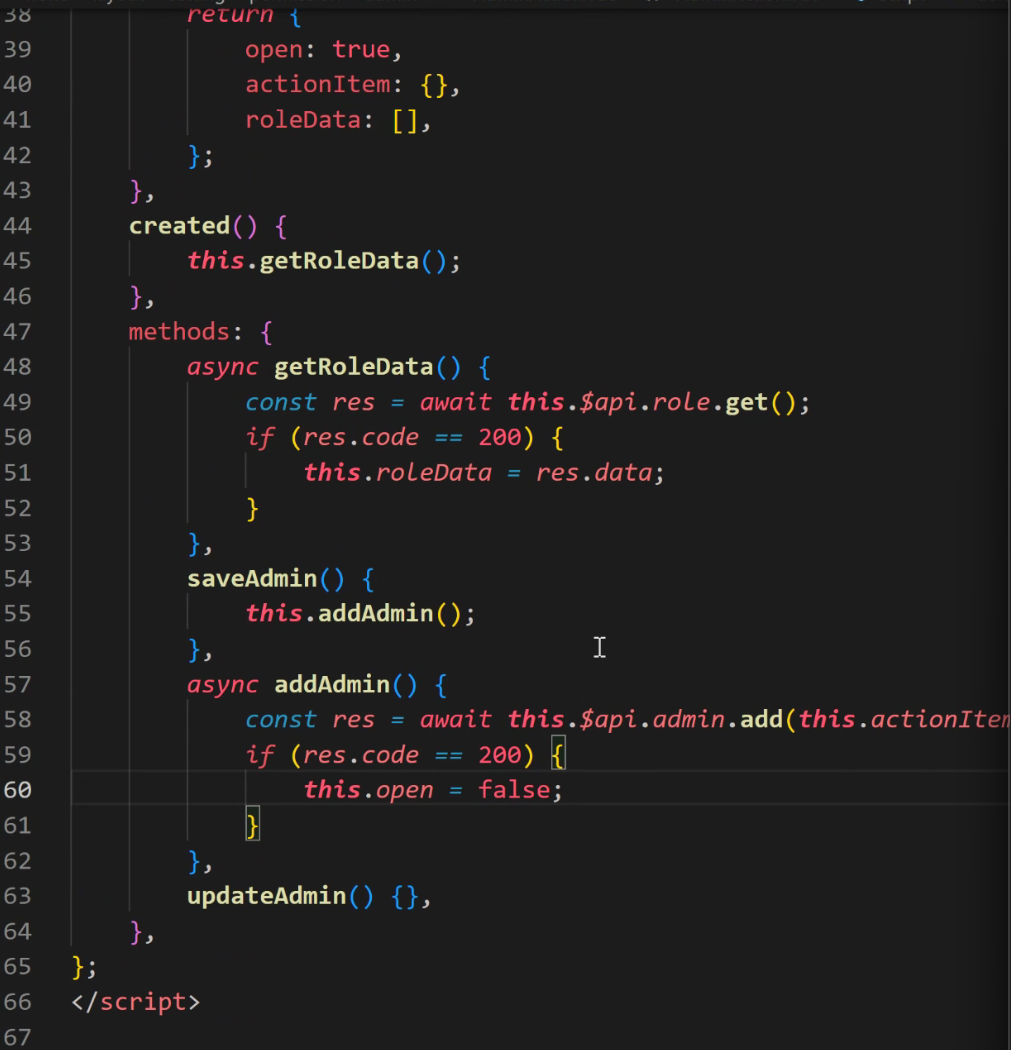 38 return {
39 open: true,
40 actionItem: {},
41 roleData: [],
42 };
43 },
44 created() {
45 this.getRoleData();
46 },
47 methods: {
48 async getRoleData() {
49 const res = await this.$api.role.get();
50 if (res.code == 200) {
51 this.roleData = res.data;
52 }
53 },
54 saveAdmin() {
55 this.addAdmin();
56 },
57 async addAdmin() {
58 const res = await this.$api.admin.add(this.actionItem
59 if (res.code == 200) {
60 this.open = false;
61 }
62 },
63 updateAdmin() {},
64 },
65 };
66 </script>
67